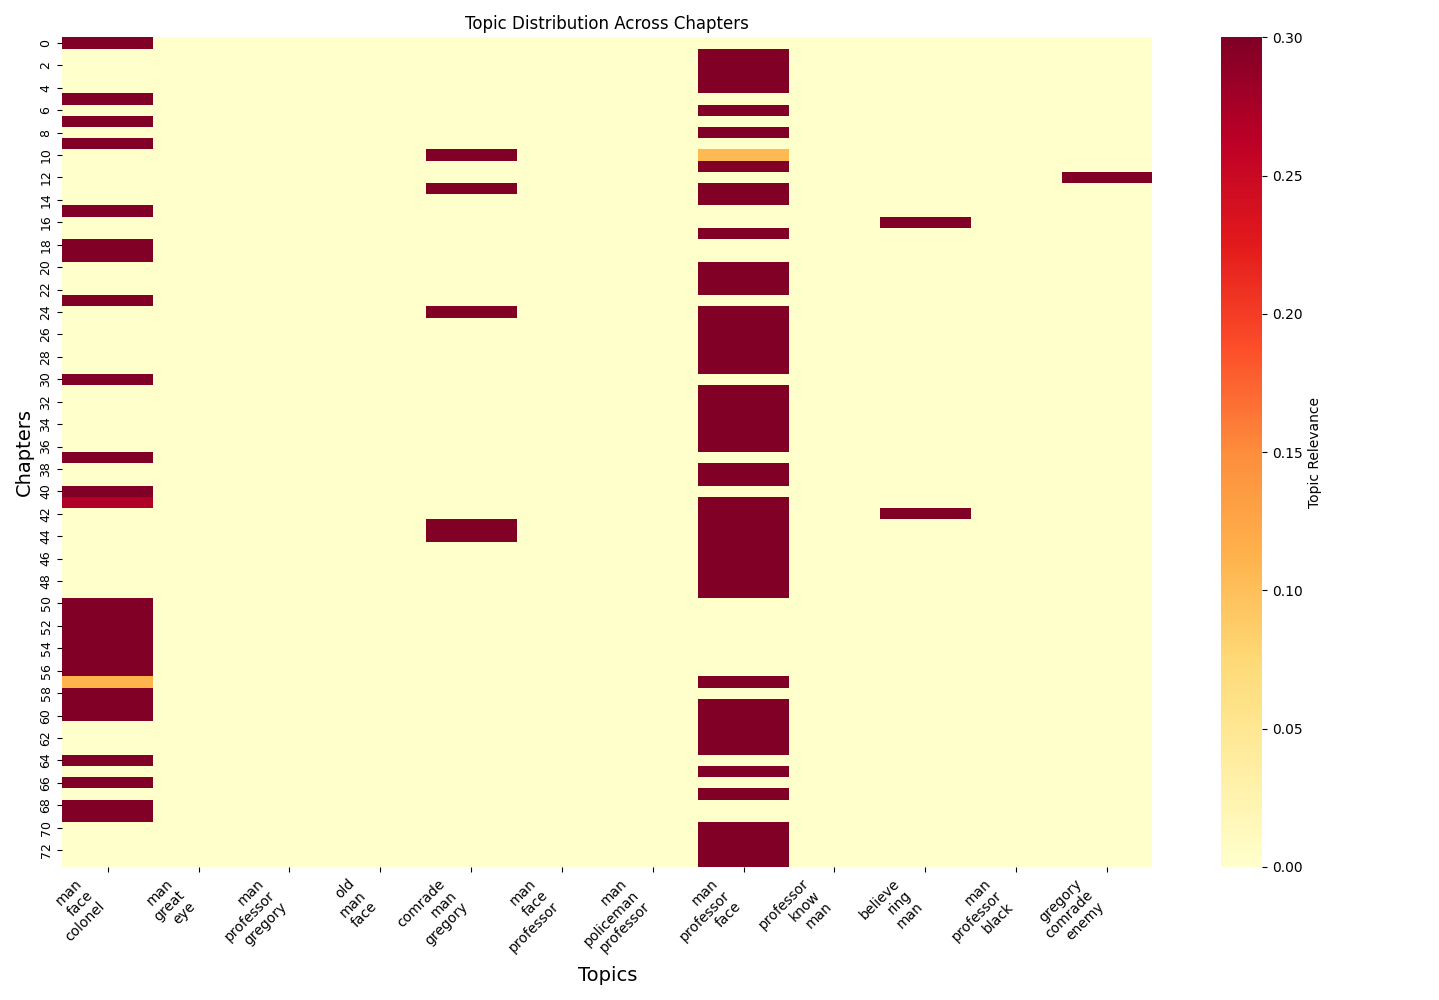 Topic Distribution Across Chapters
Chapters
0
2
4
6
8
10
12
14
16
18
20
22
24
26
28
30
32
34
36
38
40
42
44
46
48
50
52
54
56
58
60
62
64
66
68
70
72
man
face
colonel
man
great
eye
man
professor
gregory
old
man
face
comrade
man
gregory
man
face
professor
man
policeman
professor
man
professor
face
professor
know
man
believe
ring
man
man
professor
black
gregory
comrade
enemy
Topics
0.30
0.25
0.20
0.15
0.10
0.05
0.00
Topic Relevance